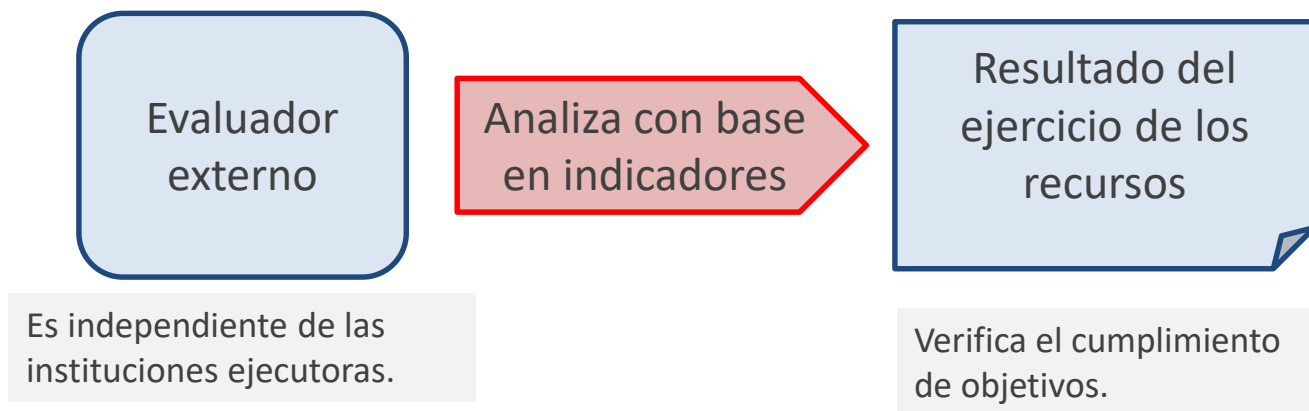 Evaluador
externo
Analiza con base
en indicadores
Resultado del
ejercicio de los
recursos
Es independiente de las
instituciones ejecutoras.
Verifica el cumplimiento
de objetivos.